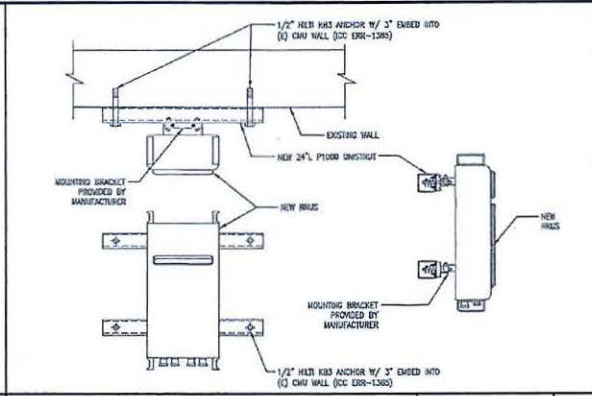 1/2" HILTI KB3 ANCHOR W/ 3" EMBED INTO
(E) CMU WALL (ICC ERR-1385)
EXISTING WALL
NEW 24"L P1000 UNISTRUT
MOUNTING BRACKET
PROVIDED BY
MANUFACTURER
NEW RRUS
NEW
RRUS
MOUNTING BRACKET
PROVIDED BY
MANUFACTURER
1/2" HILTI KB3 ANCHOR W/ 3" EMBED INTO
(E) CMU WALL (ICC ERR-1385)